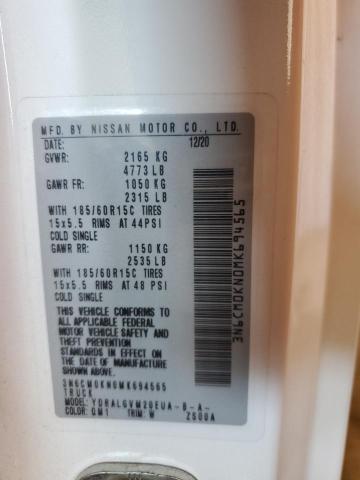 MFD. BY NISSAN MOTOR CO., LTD.
DATE: 12/20
GVWR: 2165 KG
4773 LB
GAWR FR: 1050 KG
2315 LB
WITH 185/60R15C TIRES
15x5.5 RIMS AT 44PSI
COLD SINGLE
GAWR RR: 1150 KG
2535 LB
WITH 185/60R15C TIRES
15x5.5 RIMS AT 48 PSI
COLD SINGLE
THIS VEHICLE CONFORMS
TO ALL APPLICABLE FEDERAL
MOTOR VEHICLE SAFETY
AND THEFT PREVENTION
STANDARDS IN EFFECT ON
THE DATE OF MANUFACTURE
SHOWN ABOVE
3N6CM0KN0MK694565
TRUCK
MODEL: YDRALGVM20EUA-B-A-
COLOR: QM1 TRIM: W Z500A
3N6CM0KN0MK694565